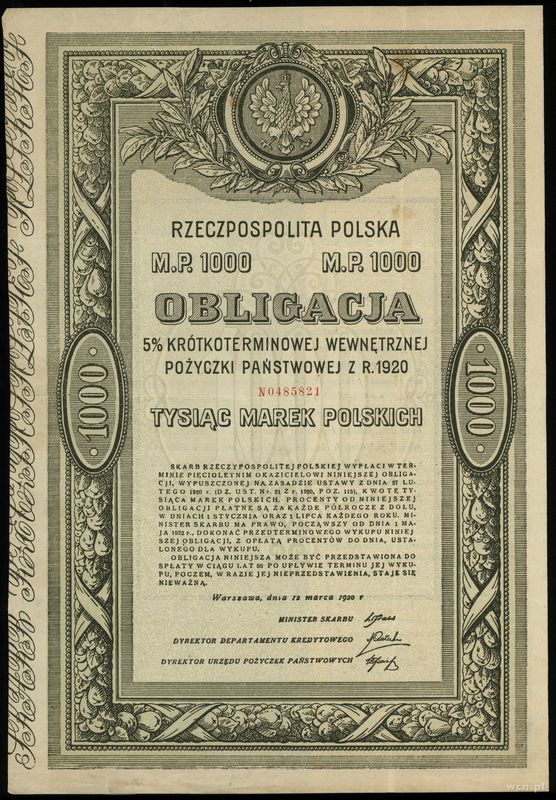 RZECZPOSPOLITA POLSKA
M.P. 1000 M.P. 1000
OBLIGACJA
5% KRÓTKOTERMINOWEJ WEWNĘTRZNEJ
POŻYCZKI PAŃSTWOWEJ Z R. 1920
N0485821
TYSIĄC MAREK POLSKICH
1000
1000
SKARB RZECZYPOSPOLITEJ POLSKIEJ WYPŁACI W TER-
MINIE PIĘCIOLETNIM OKAZICIELOWI NINIEJSZEJ OBLIGA-
CJI, WYPUSZCZONEJ NA ZASADZIE USTAWY Z DNIA 27 LU-
TEGO 1920 r. (DZ. UST. Nr. 21 Z r. 1920, POZ. 115), KWOTĘ TY-
SIĄCA MAREK POLSKICH. PROCENTY OD NINIEJSZEJ
OBLIGACJI PŁATNE SĄ ZA KAŻDE PÓŁROCZE Z DOŁU,
W DNIACH 1 STYCZNIA ORAZ 1 LIPCA KAŻDEGO ROKU. MI-
NISTER SKARBU MA PRAWO, POCZĄWSZY OD DNIA 1 MA-
JA 1922 r., DOKONAĆ PRZEDTERMINOWEGO WYKUPU NINIEJ-
SZEJ OBLIGACJI, Z OPŁATĄ PROCENTÓW DO DNIA, USTA-
LONEGO DLA WYKUPU.
OBLIGACJA NINIEJSZA MOŻE BYĆ PRZEDSTAWIONA DO
SPŁATY W CIĄGU LAT 30 PO UPŁYWIE TERMINU JEJ WYKU-
PU, POCZEM, W RAZIE JEJ NIEPRZEDSTAWIENIA, STAJE SIĘ
NIEWAŻNĄ.
Warszawa, dnia 12 marca 1920 r
MINISTER SKARBU
DYREKTOR DEPARTAMENTU KREDYTOWEGO
DYREKTOR URZĘDU POŻYCZEK PAŃSTWOWYCH
wcn.pl